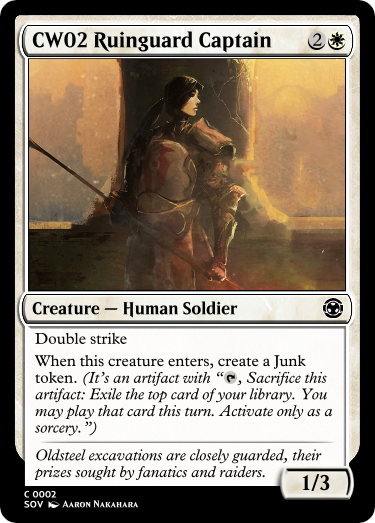 CW02 Ruinguard Captain 2
Creature — Human Soldier
Double strike
When this creature enters, create a Junk
token. (It's an artifact with “, Sacrifice this
artifact: Exile the top card of your library. You
may play that card this turn. Activate only as a
sorcery.”)
Oldsteel excavations are closely guarded, their
prizes sought by fanatics and raiders.
1/3
C 0002
SOV Aaron Nakahara